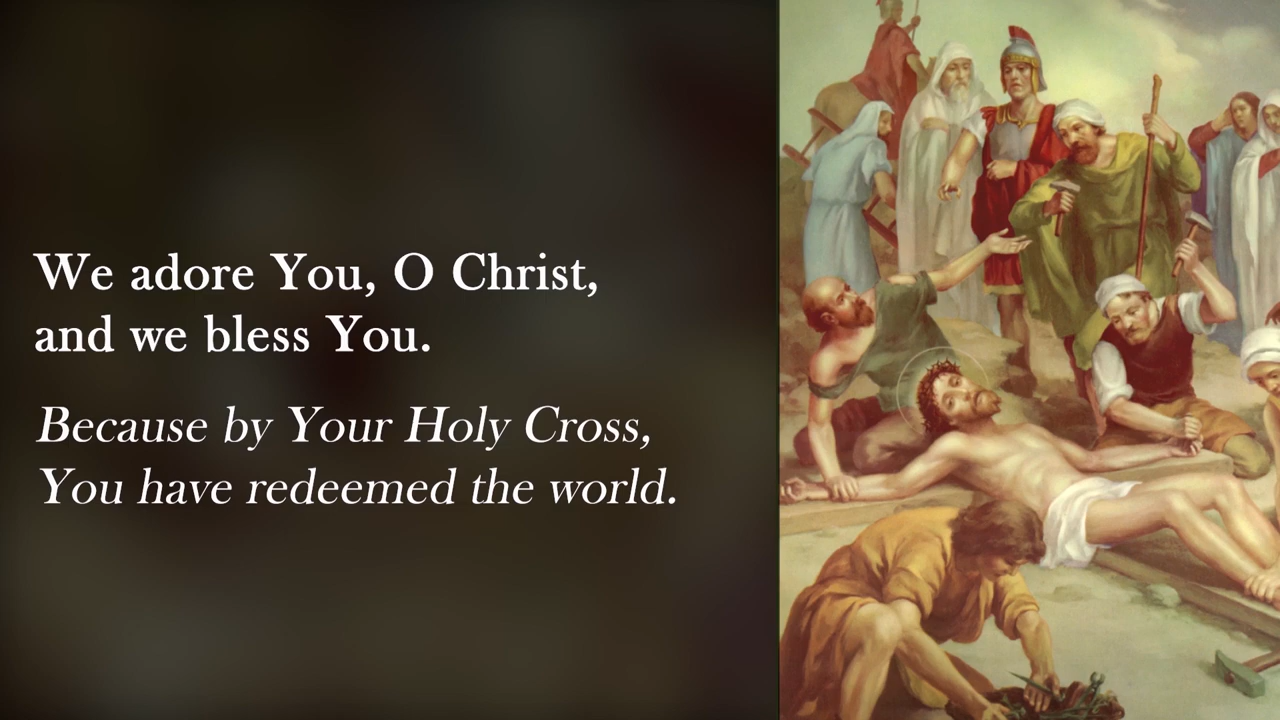 We adore You, O Christ,
and we bless You.
Because by Your Holy Cross,
You have redeemed the world.